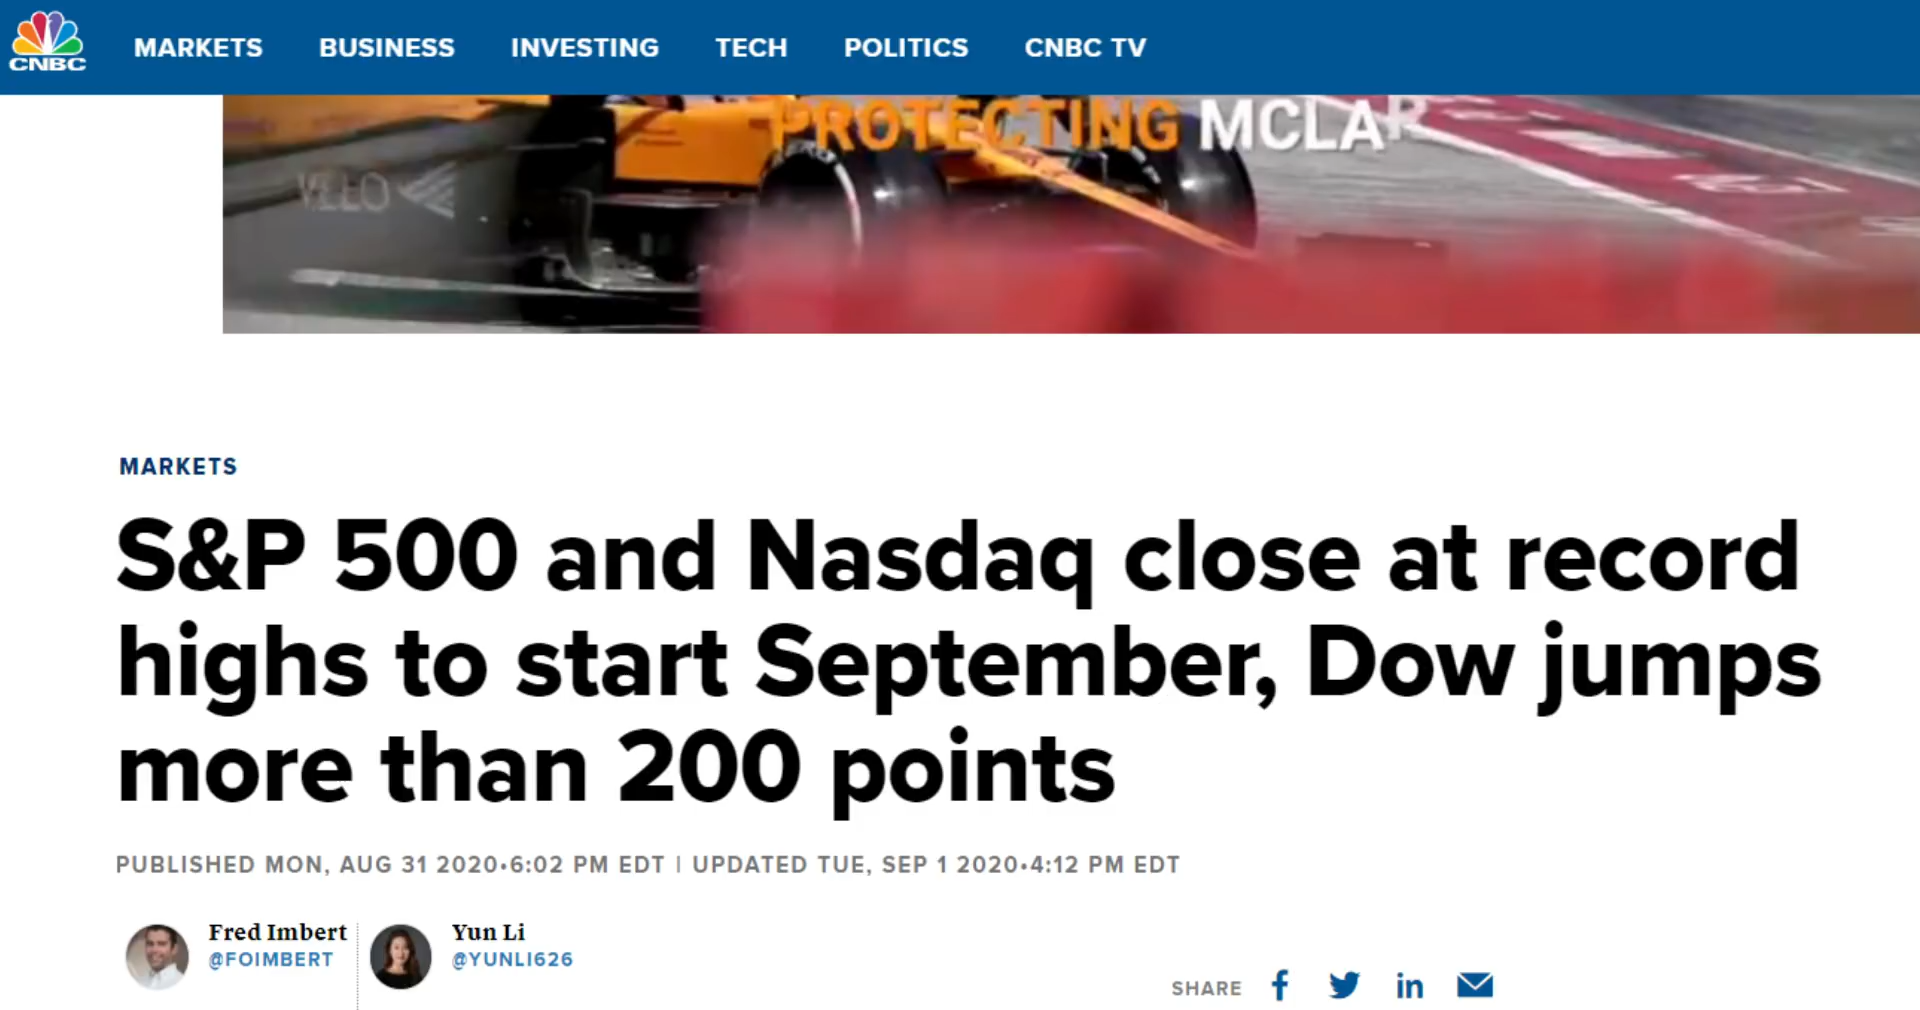 CNBC
MARKETS BUSINESS INVESTING TECH POLITICS CNBC TV
PROTECTING MCLAR
VELO
MARKETS
S&P 500 and Nasdaq close at record
highs to start September, Dow jumps
more than 200 points
PUBLISHED MON, AUG 31 2020•6:02 PM EDT | UPDATED TUE, SEP 1 2020•4:12 PM EDT
Fred Imbert
@FOIMBERT
Yun Li
@YUNLI626
SHARE